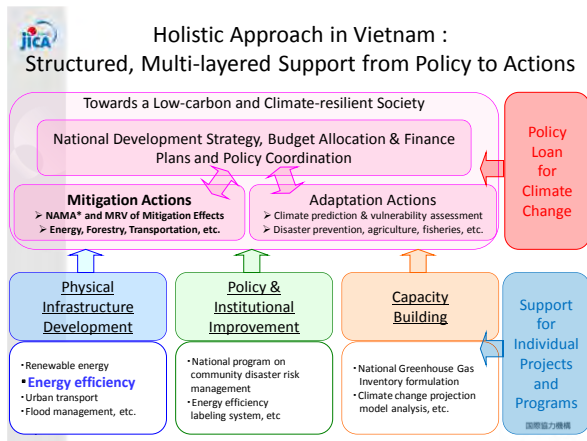 jICA
Holistic Approach in Vietnam :
Structured, Multi-layered Support from Policy to Actions
Towards a Low-carbon and Climate-resilient Society
National Development Strategy, Budget Allocation & Finance
Plans and Policy Coordination
Policy
Loan
for
Climate
Change
Mitigation Actions
➢ NAMA* and MRV of Mitigation Effects
➢ Energy, Forestry, Transportation, etc.
Adaptation Actions
➢ Climate prediction & vulnerability assessment
➢ Disaster prevention, agriculture, fisheries, etc.
Physical
Infrastructure
Development
Policy &
Institutional
Improvement
Capacity
Building
Support
for
Individual
Projects
and
Programs
・Renewable energy
▪Energy efficiency
・Urban transport
・Flood management, etc.
・National program on
community disaster risk
management
・Energy efficiency
labeling system, etc
・National Greenhouse Gas
Inventory formulation
・Climate change projection
model analysis, etc.
国際協力機構